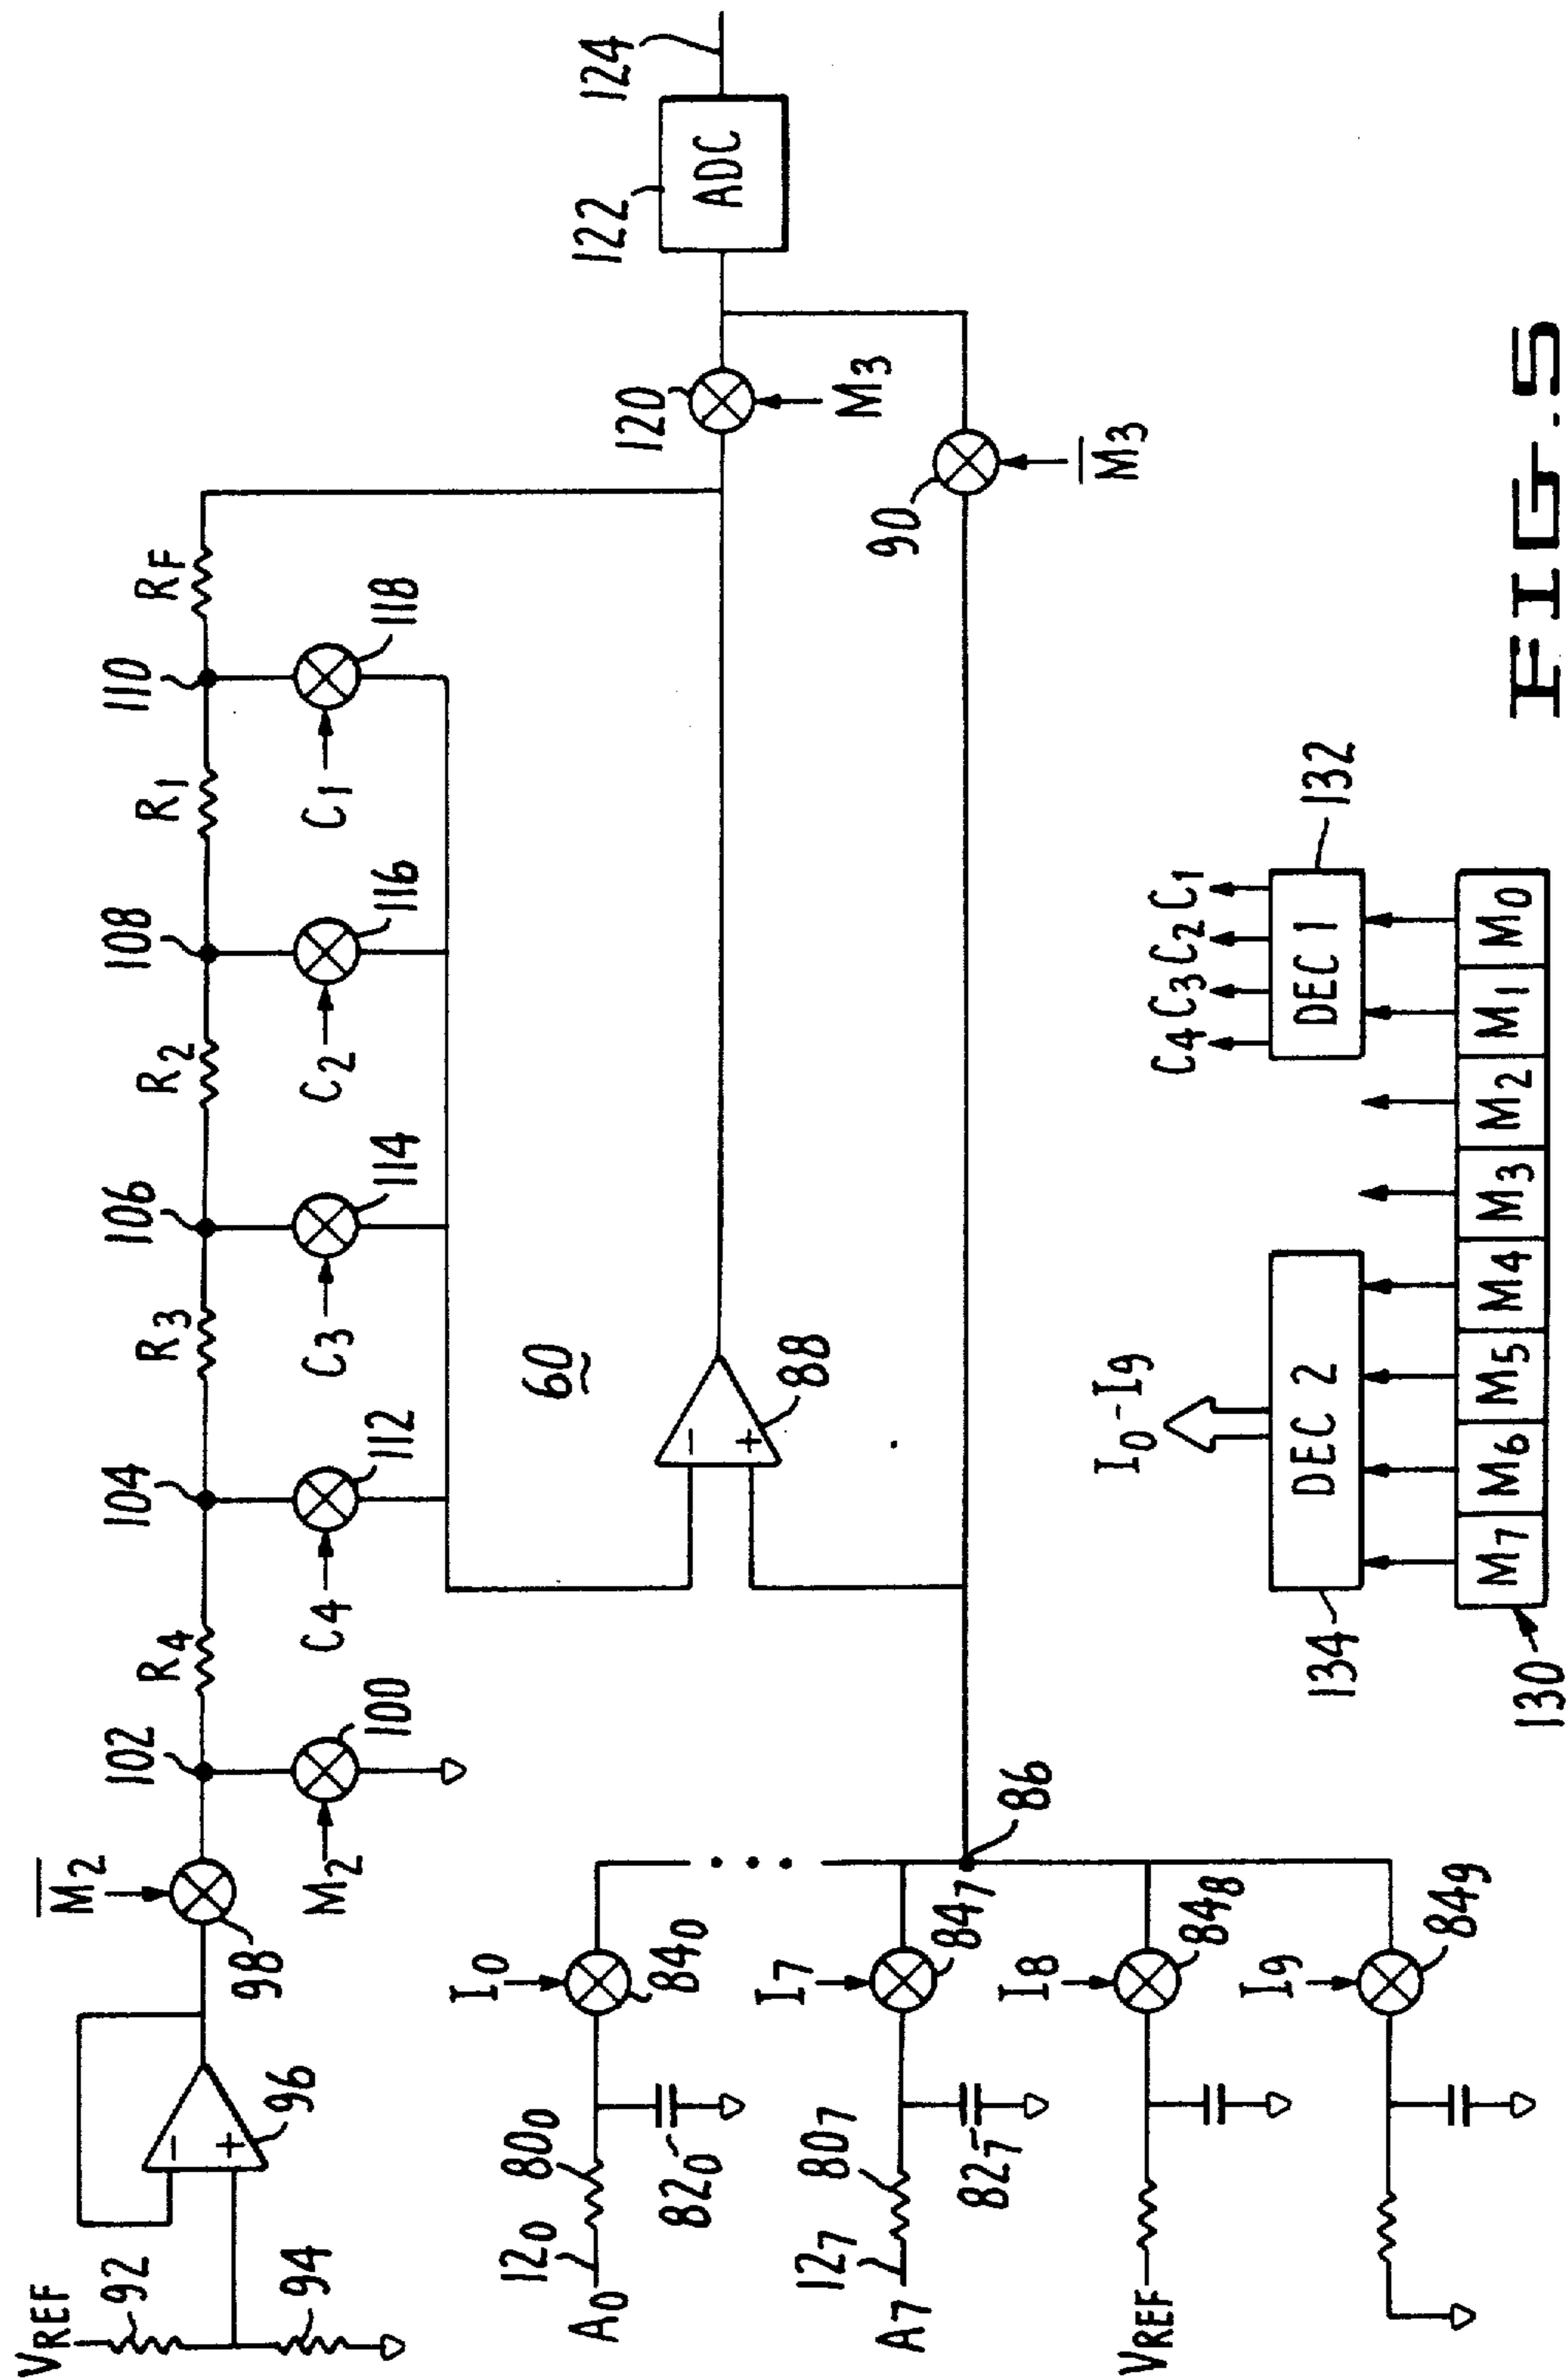 VREF
92
94
96
98
M2
M2
100
102
R4
104
C4
112
R3
106
C3
114
R2
108
C2
116
R1
110
C1
118
RF
60
88
120
M3
122
ADC
124
90
M3
A0
120
800
820
I0
840
A7
127
807
827
I7
847
86
VREF
I8
848
I9
849
I0-I9
134
DEC 2
C4 C3 C2 C1
DEC 1
132
130
M7 M6 M5 M4 M3 M2 M1 M0
FIG. 5